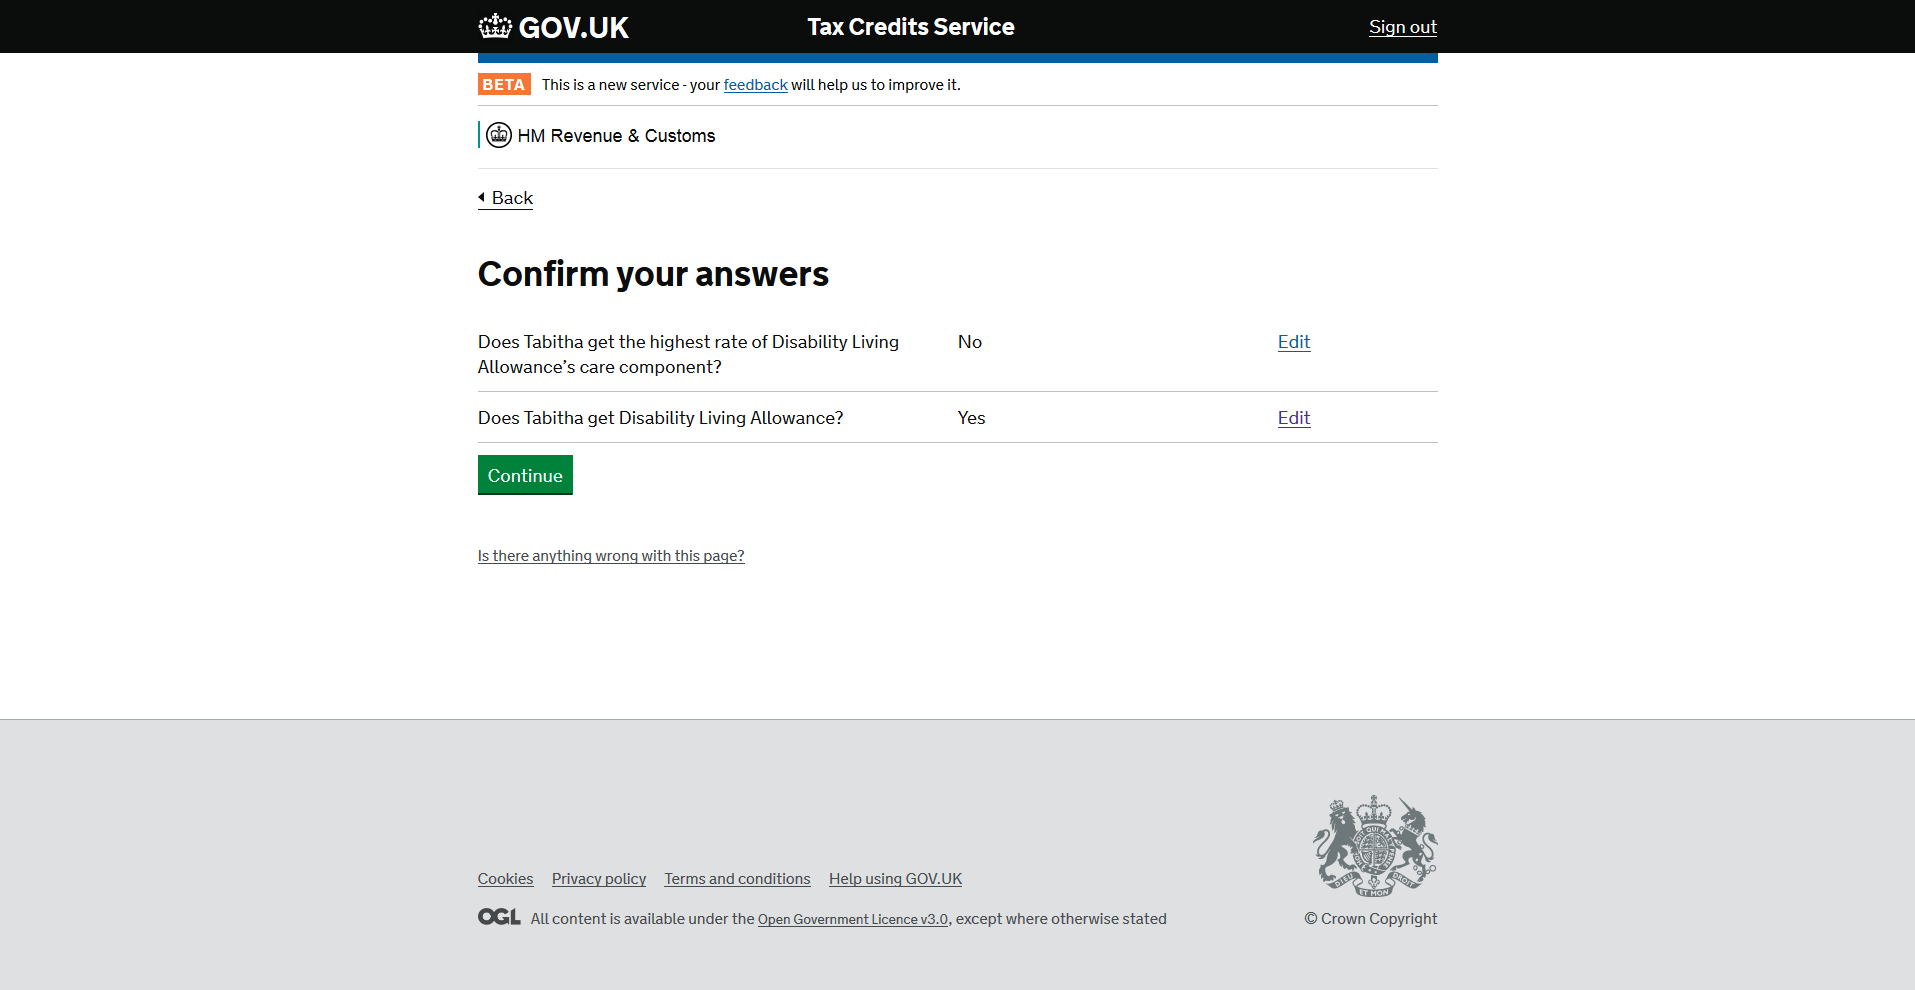 GOV.UK Tax Credits Service Sign out
BETA This is a new service - your feedback will help us to improve it.
HM Revenue & Customs
Back
Confirm your answers
Does Tabitha get the highest rate of Disability Living No Edit
Allowance’s care component?
Does Tabitha get Disability Living Allowance? Yes Edit
Continue
Is there anything wrong with this page?
Cookies Privacy policy Terms and conditions Help using GOV.UK
OGL All content is available under the Open Government Licence v3.0, except where otherwise stated
DIEU ET MON DROIT
© Crown Copyright